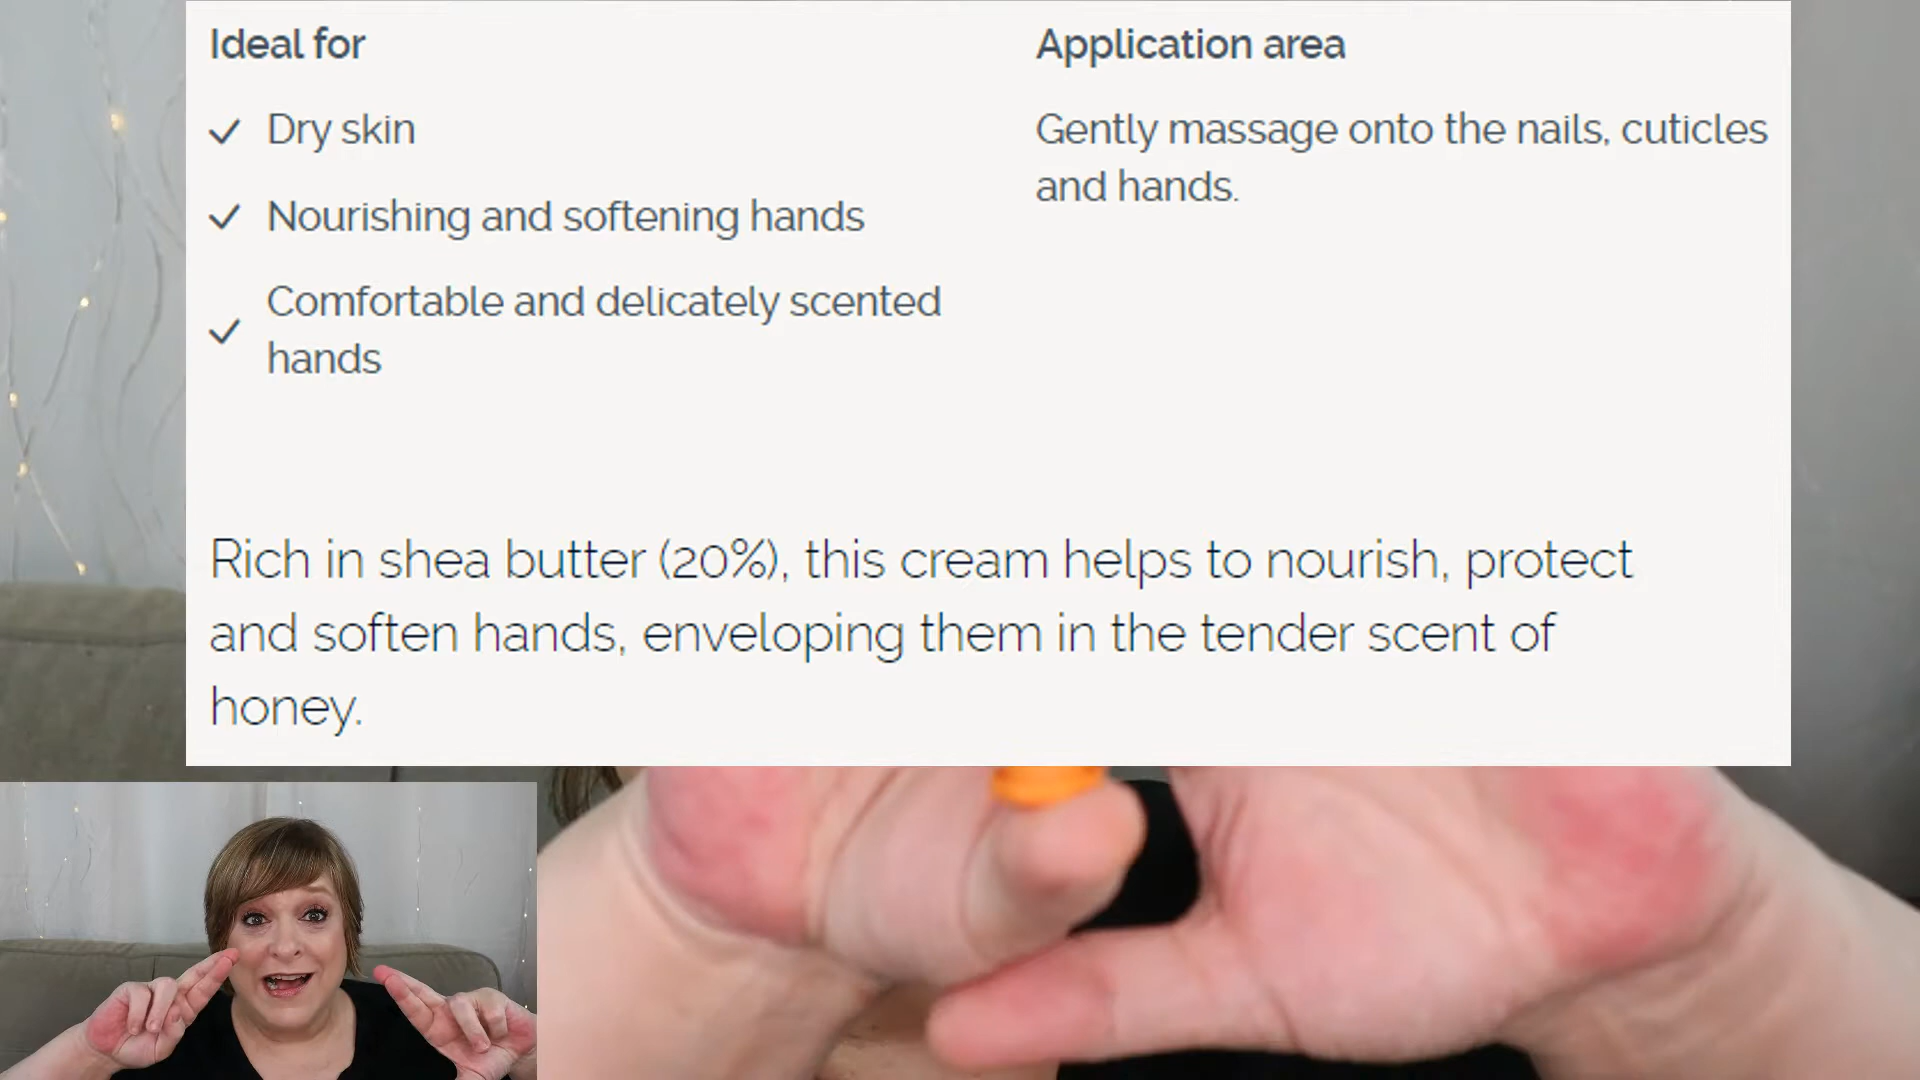 Ideal for
Dry skin
Nourishing and softening hands
Comfortable and delicately scented
hands
Application area
Gently massage onto the nails, cuticles
and hands.
Rich in shea butter (20%), this cream helps to nourish, protect
and soften hands, enveloping them in the tender scent of
honey.